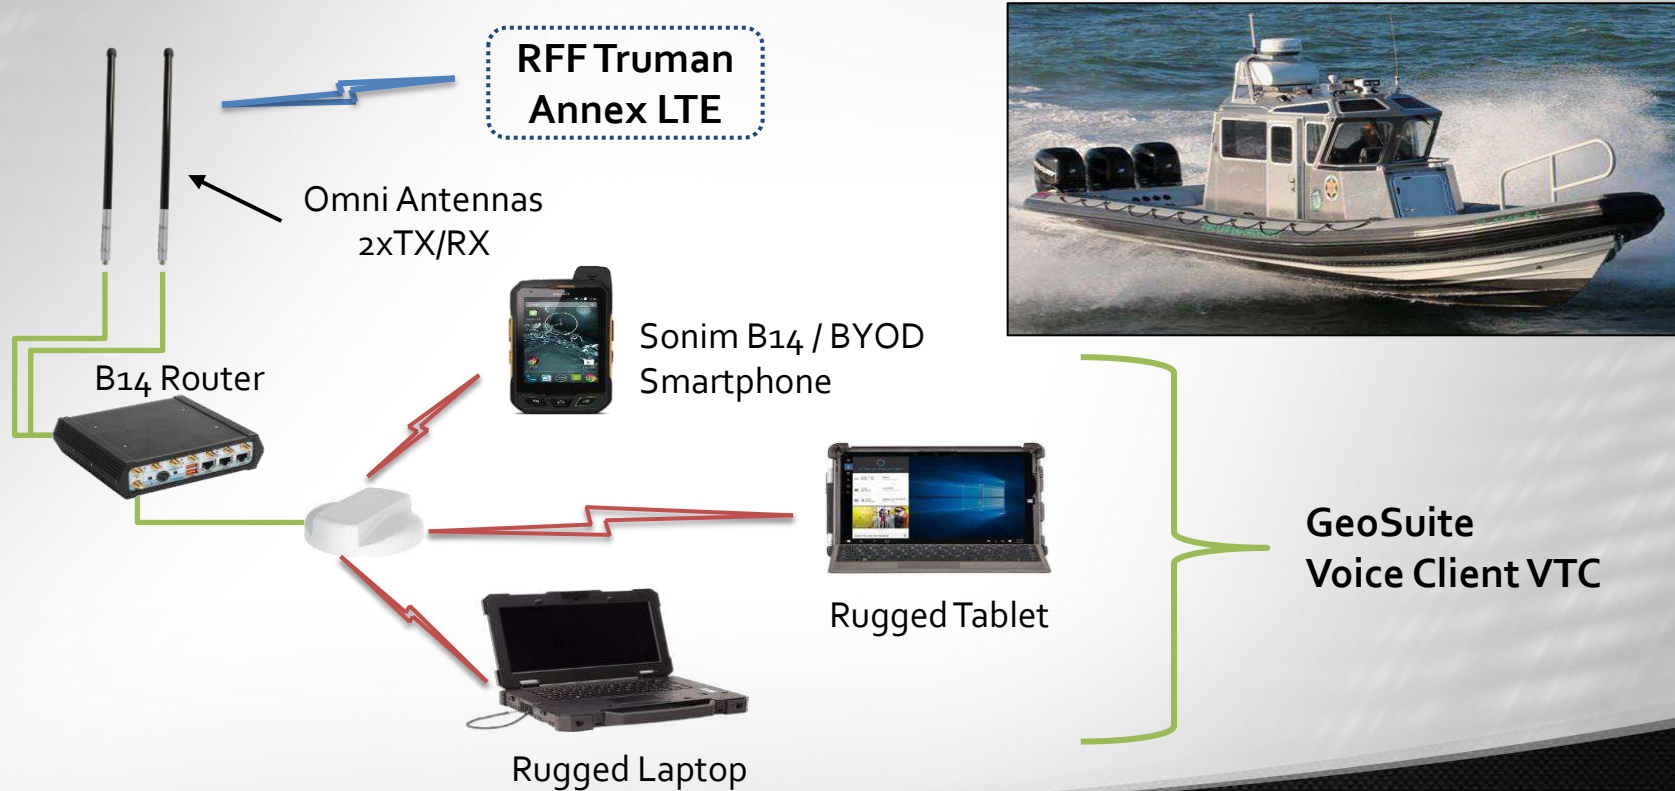 RFF Truman
Annex LTE
Omni Antennas
2xTX/RX
Sonim B14 / BYOD
Smartphone
B14 Router
Rugged Tablet
GeoSuite
Voice Client VTC
Rugged Laptop